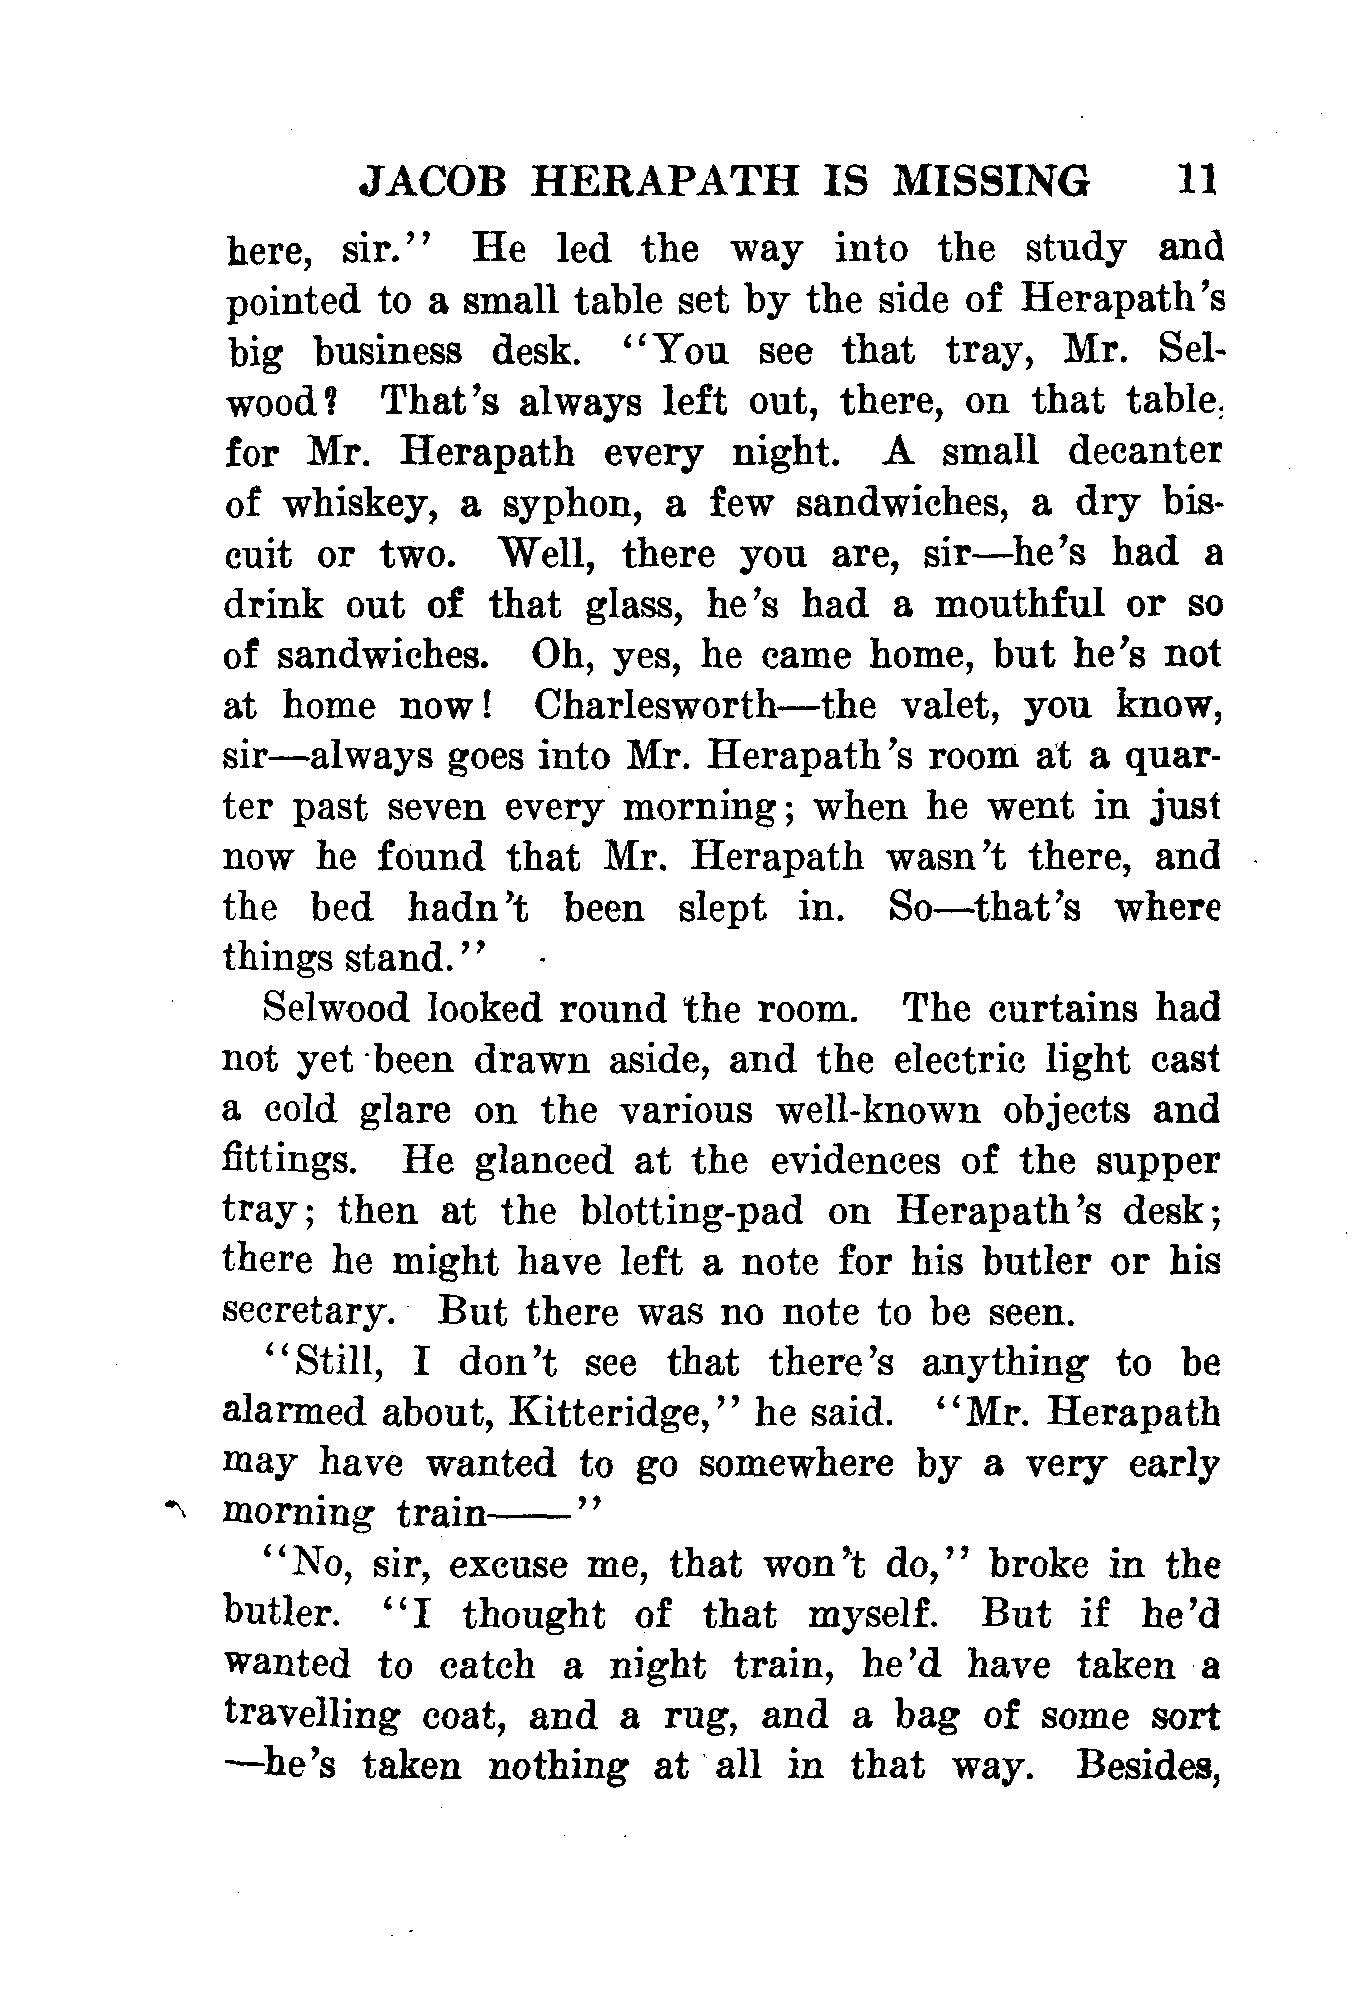 JACOB HERAPATH IS MISSING 11
here, sir." He led the way into the study and
pointed to a small table set by the side of Herapath's
big business desk. "You see that tray, Mr. Sel-
wood? That's always left out, there, on that table,
for Mr. Herapath every night. A small decanter
of whiskey, a syphon, a few sandwiches, a dry bis-
cuit or two. Well, there you are, sir—he's had a
drink out of that glass, he's had a mouthful or so
of sandwiches. Oh, yes, he came home, but he's not
at home now! Charlesworth—the valet, you know,
sir—always goes into Mr. Herapath's room at a quar-
ter past seven every morning; when he went in just
now he found that Mr. Herapath wasn't there, and
the bed hadn't been slept in. So—that's where
things stand."
Selwood looked round the room. The curtains had
not yet been drawn aside, and the electric light cast
a cold glare on the various well-known objects and
fittings. He glanced at the evidences of the supper
tray; then at the blotting-pad on Herapath's desk;
there he might have left a note for his butler or his
secretary. But there was no note to be seen.
"Still, I don't see that there's anything to be
alarmed about, Kitteridge," he said. "Mr. Herapath
may have wanted to go somewhere by a very early
morning train——"
"No, sir, excuse me, that won't do," broke in the
butler. "I thought of that myself. But if he'd
wanted to catch a night train, he'd have taken a
travelling coat, and a rug, and a bag of some sort
—he's taken nothing at all in that way. Besides,